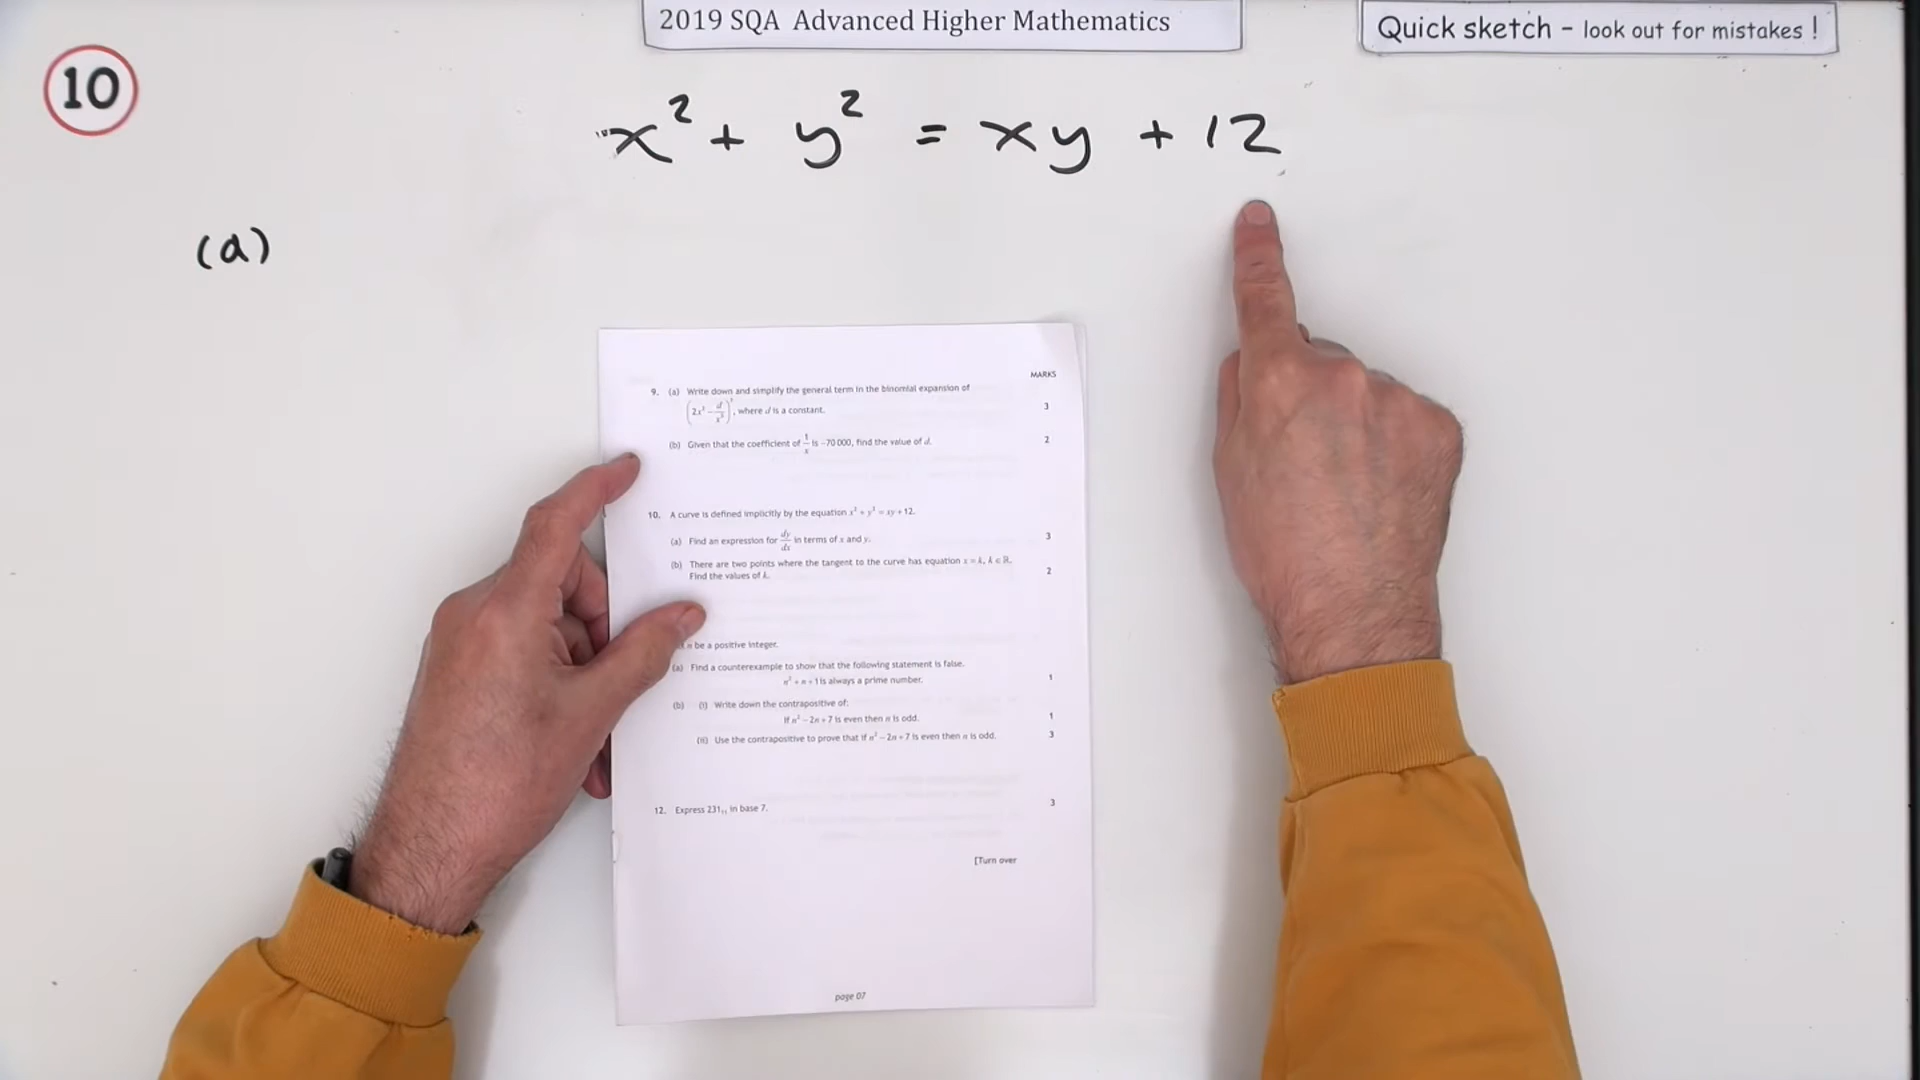 2019 SQA Advanced Higher Mathematics
Quick sketch – look out for mistakes !
10
x² + y² = xy + 12
(a)
MARKS
9. (a) Write down and simplify the general term in the binomial expansion of
where d is a constant. 3
(b) Given that the coefficient of 1/x is –70 000, find the value of d. 2
10. A curve is defined implicitly by the equation x² + y² = xy + 12.
(a) Find an expression for dy/dx in terms of x and y. 3
(b) There are two points where the tangent to the curve has equation x = k, k ∈ ℝ.
Find the values of k. 2
n be a positive integer.
(a) Find a counterexample to show that the following statement is false.
n² + n + 1 is always a prime number. 1
(b) (i) Write down the contrapositive of:
If n² – 2n + 7 is even then n is odd. 1
(ii) Use the contrapositive to prove that if n² – 2n + 7 is even then n is odd. 3
12. Express 231₁₁ in base 7. 3
[Turn over
page 07